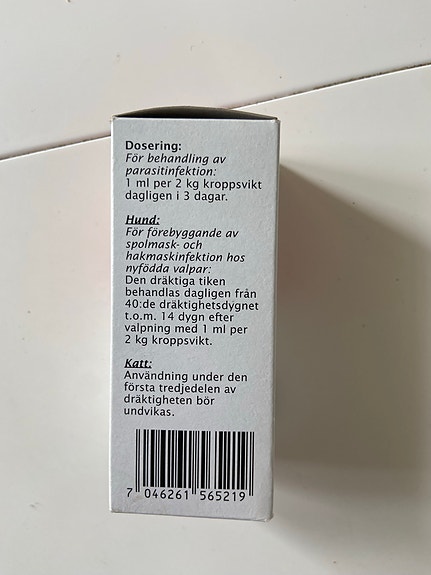 Dosering:
För behandling av
parasitinfektion:
1 ml per 2 kg kroppsvikt
dagligen i 3 dagar.
Hund:
För förebyggande av
spolmask- och
hakmaskinfektion hos
nyfödda valpar:
Den dräktiga tiken
behandlas dagligen från
40:de dräktighetsdygnet
t.o.m. 14 dygn efter
valpning med 1 ml per
2 kg kroppsvikt.
Katt:
Användning under den
första tredjedelen av
dräktigheten bör
undvikas.
7 046261 565219